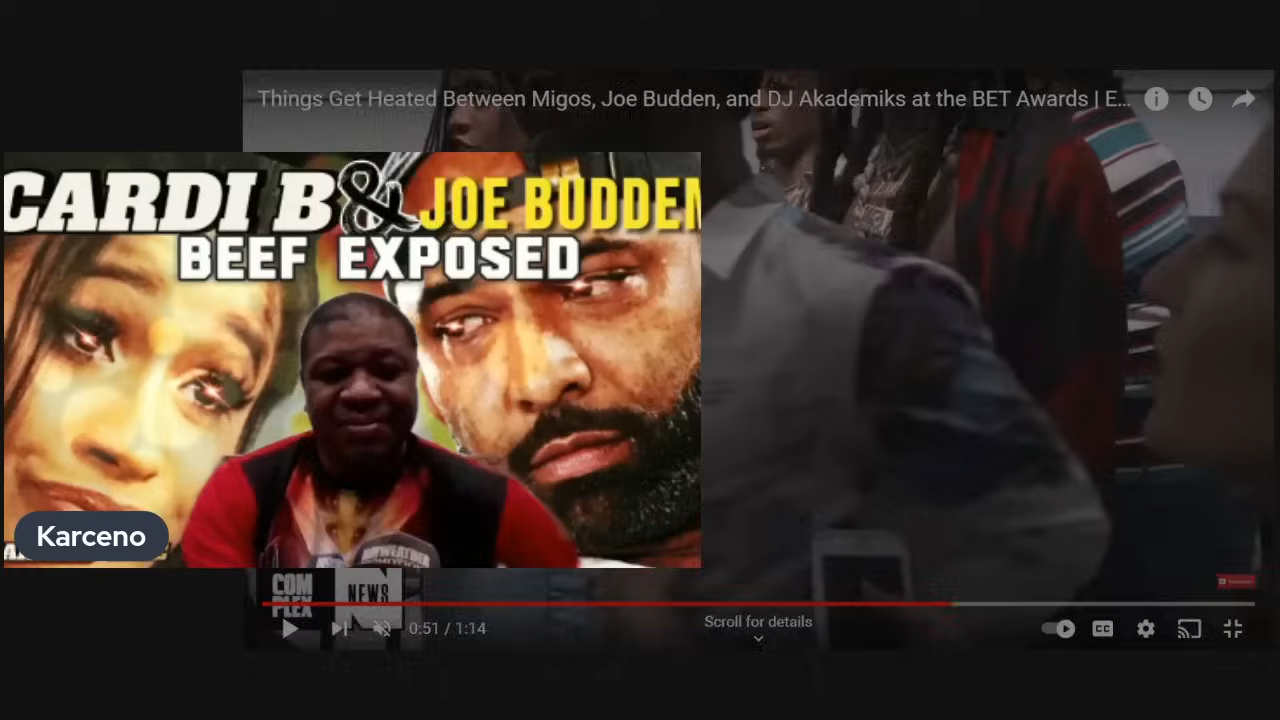 Things Get Heated Between Migos, Joe Budden, and DJ Akademiks at the BET Awards | E...
CARDI B & JOE BUDDEN
BEEF EXPOSED
Karceno
COM
PLEX
NEWS
0:51 / 1:14
Scroll for details
CC